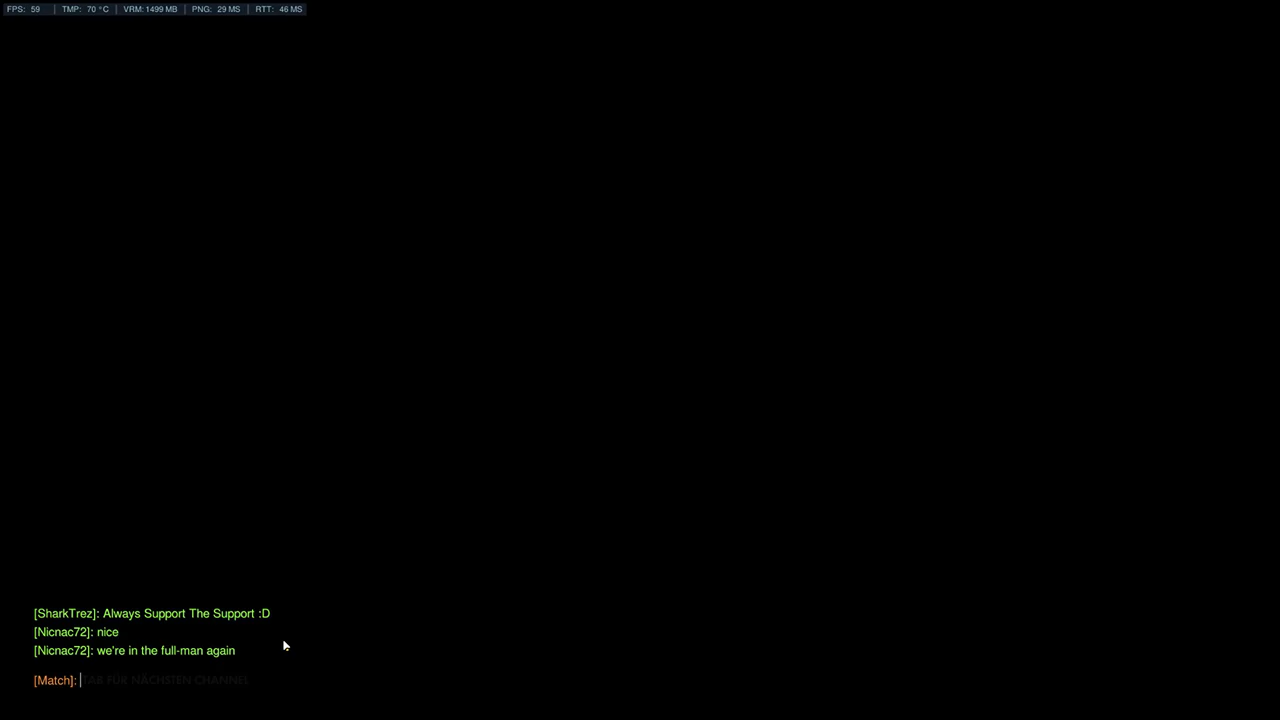 FPS: 59 | TMP: 70 °C | VRM: 1499 MB | PNG: 29 MS | RTT: 46 MS
[SharkTrez]: Always Support The Support :D
[Nicnac72]: nice
[Nicnac72]: we're in the full-man again
[Match]: TAB FÜR NÄCHSTEN CHANNEL